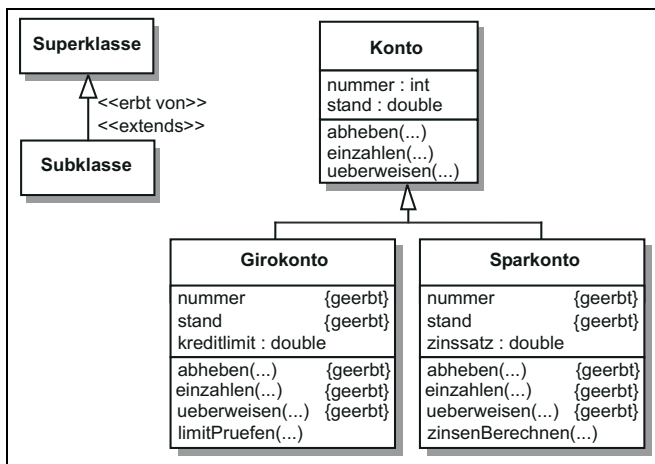 Superklasse
<<erbt von>>
<<extends>>
Subklasse
Konto
nummer : int
stand : double
abheben(...)
einzahlen(...)
ueberweisen(...)
Girokonto
nummer {geerbt}
stand {geerbt}
kreditlimit : double
abheben(...) {geerbt}
einzahlen(...) {geerbt}
ueberweisen(...) {geerbt}
limitPruefen(...)
Sparkonto
nummer {geerbt}
stand {geerbt}
zinssatz : double
abheben(...) {geerbt}
einzahlen(...) {geerbt}
ueberweisen(...) {geerbt}
zinsenBerechnen(...)